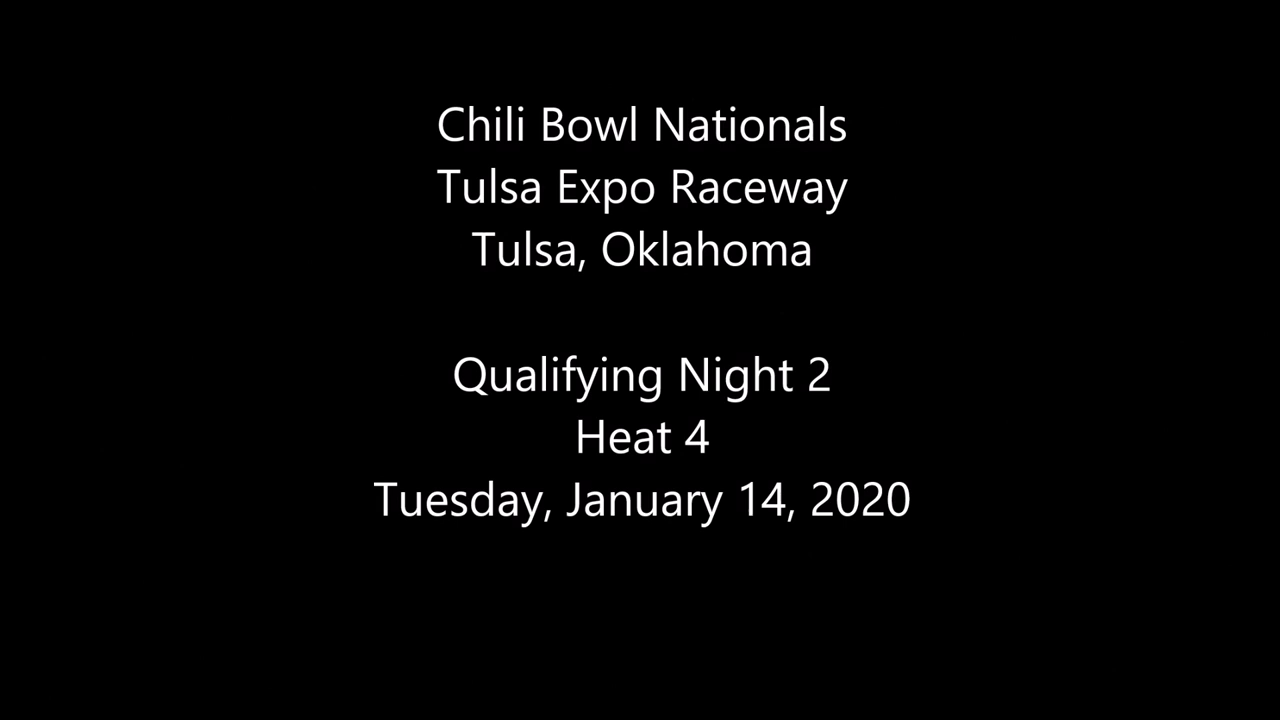 Chili Bowl Nationals
Tulsa Expo Raceway
Tulsa, Oklahoma
Qualifying Night 2
Heat 4
Tuesday, January 14, 2020